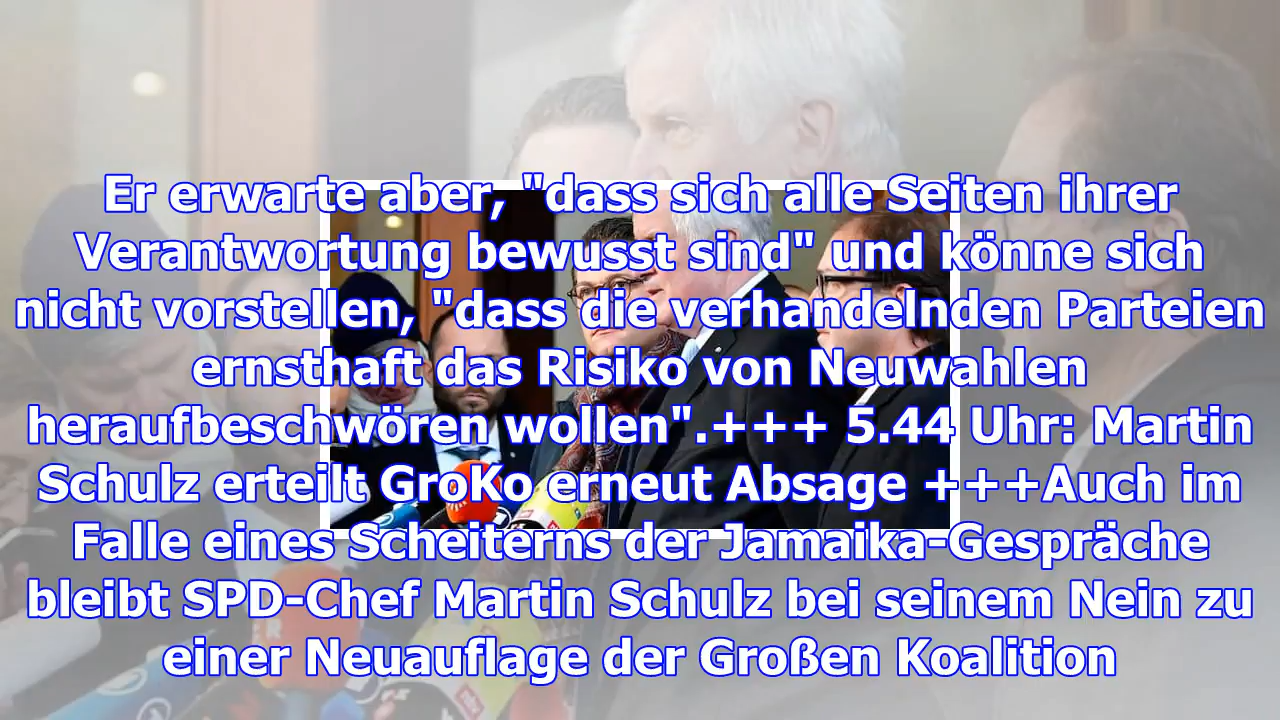 Er erwarte aber, "dass sich alle Seiten ihrer
Verantwortung bewusst sind" und könne sich
nicht vorstellen, "dass die verhandelnden Parteien
ernsthaft das Risiko von Neuwahlen
heraufbeschwören wollen".+++ 5.44 Uhr: Martin
Schulz erteilt GroKo erneut Absage +++Auch im
Falle eines Scheiterns der Jamaika-Gespräche
bleibt SPD-Chef Martin Schulz bei seinem Nein zu
einer Neuauflage der Großen Koalition